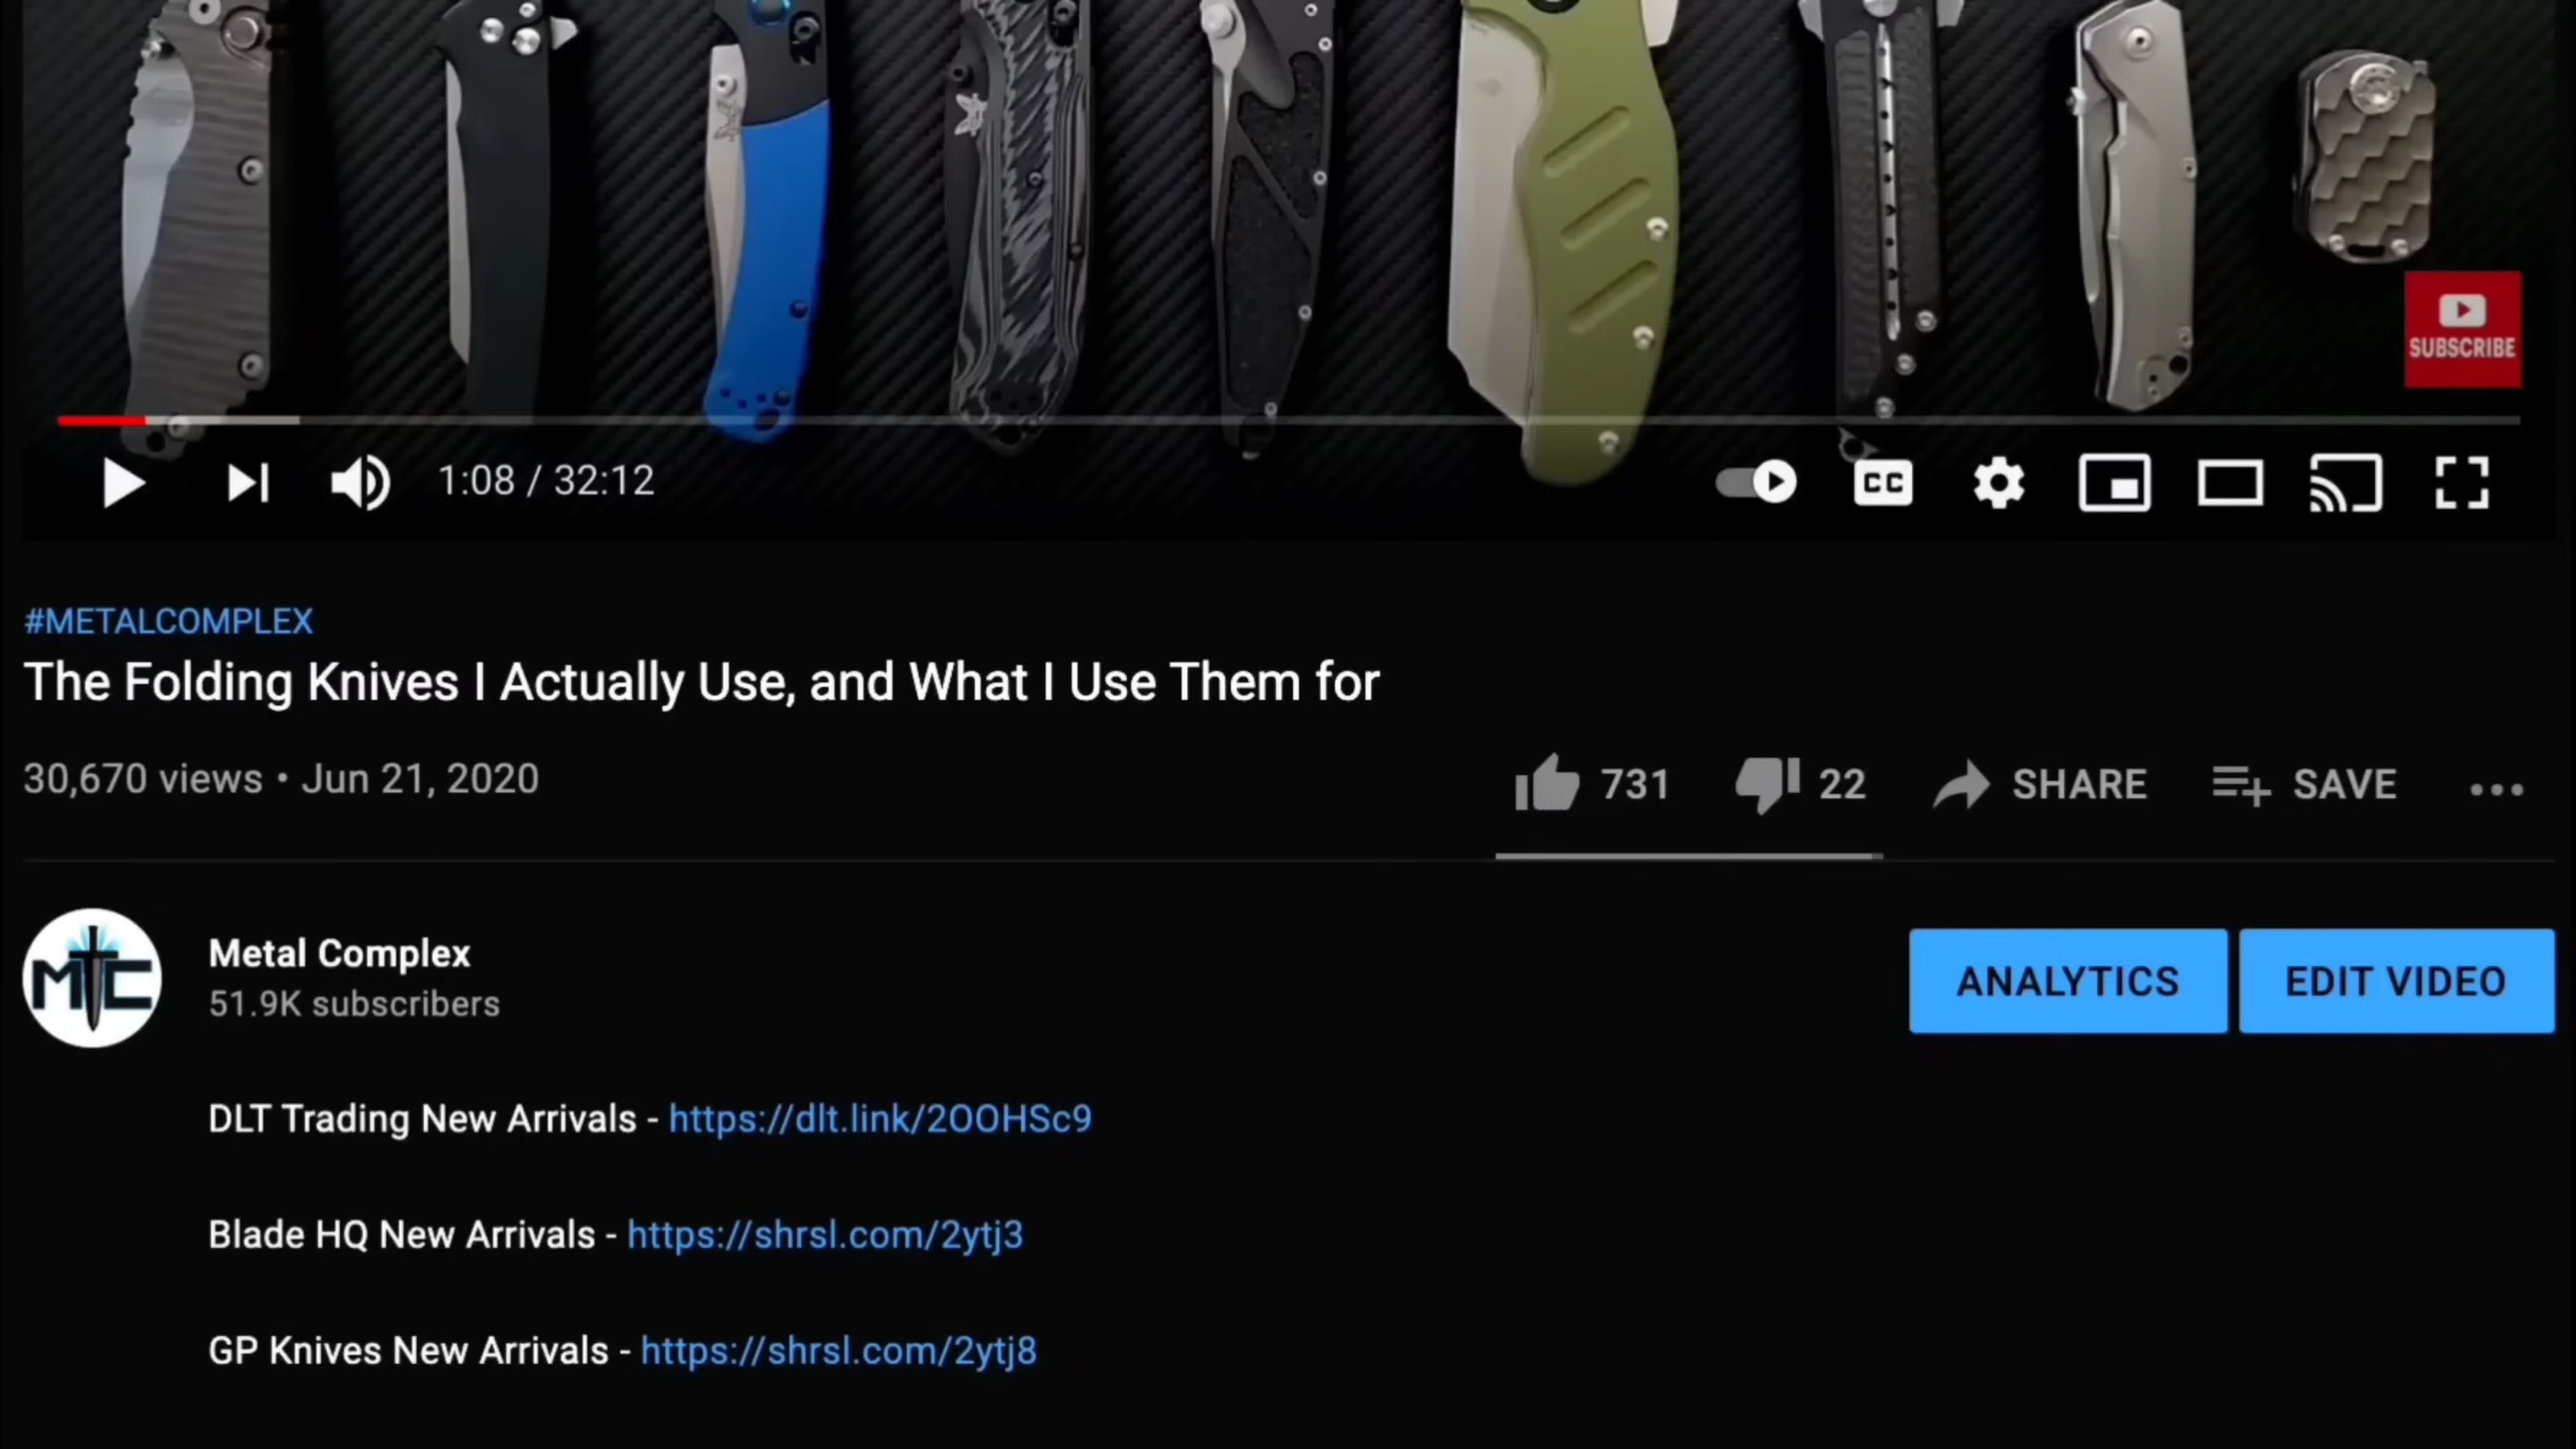 SUBSCRIBE
1:08 / 32:12
CC
#METALCOMPLEX
The Folding Knives I Actually Use, and What I Use Them for
30,670 views • Jun 21, 2020
731
22
SHARE
SAVE
MTC
Metal Complex
51.9K subscribers
ANALYTICS
EDIT VIDEO
DLT Trading New Arrivals - https://dlt.link/2OOHSc9
Blade HQ New Arrivals - https://shrsl.com/2ytj3
GP Knives New Arrivals - https://shrsl.com/2ytj8